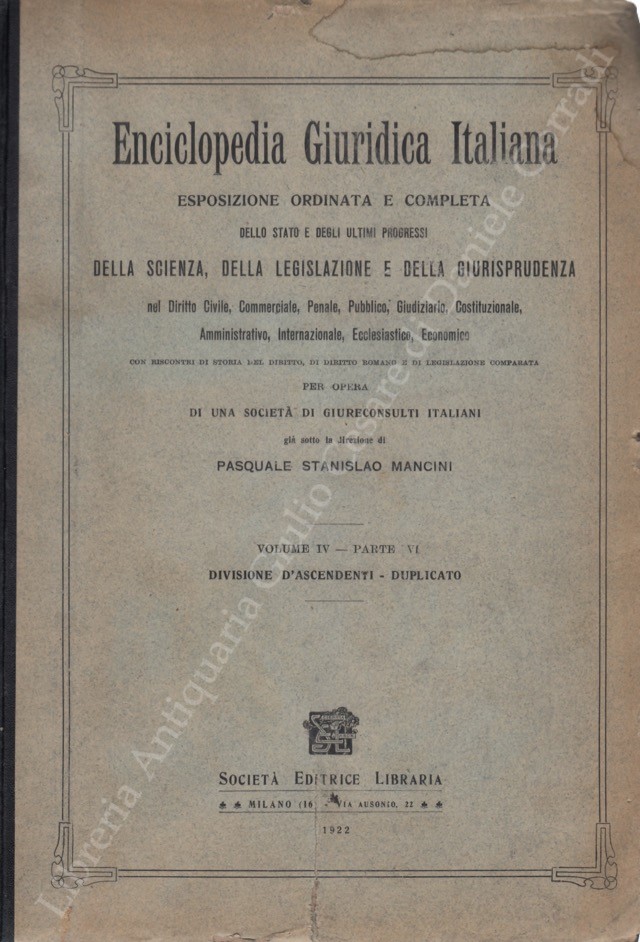 Enciclopedia Giuridica Italiana
ESPOSIZIONE ORDINATA E COMPLETA
DELLO STATO E DEGLI ULTIMI PROGRESSI
DELLA SCIENZA, DELLA LEGISLAZIONE E DELLA GIURISPRUDENZA
nel Diritto Civile, Commerciale, Penale, Pubblico, Giudiziario, Costituzionale,
Amministrativo, Internazionale, Ecclesiastico, Economico
CON RISCONTRI DI STORIA DEL DIRITTO, DI DIRITTO ROMANO E DI LEGISLAZIONE COMPARATA
PER OPERA
DI UNA SOCIETÀ DI GIURECONSULTI ITALIANI
già sotto la direzione di
PASQUALE STANISLAO MANCINI
VOLUME IV — PARTE VI
DIVISIONE D'ASCENDENTI - DUPLICATO
SOCIETÀ EDITRICE LIBRARIA
MILANO (16) - VIA AUSONIO, 22
1922
Libreria Antiquaria Giulio Cesare di Daniele Corradi